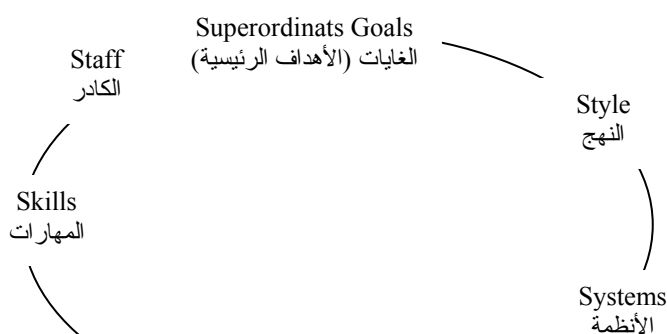 Superordinats Goals
الغايات (الأهداف الرئيسية)
Staff
الكادر
Style
النهج
Skills
المهارات
Systems
الأنظمة